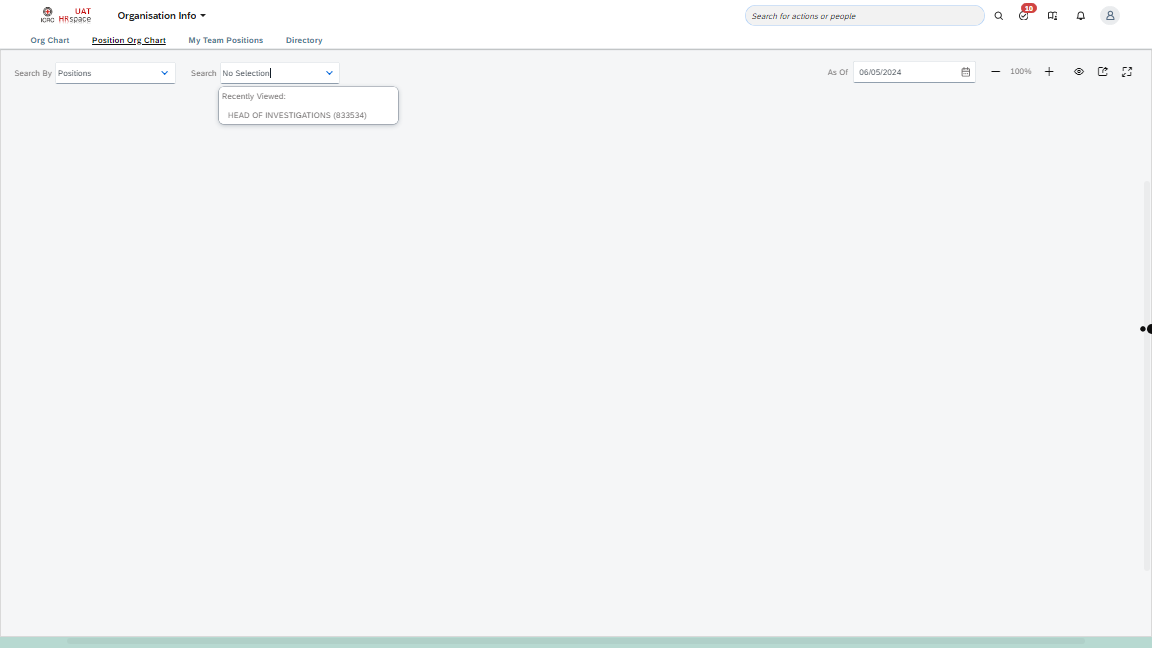 ICRC
UAT
HRspace
Organisation Info
Search for actions or people
10
Org Chart
Position Org Chart
My Team Positions
Directory
Search By
Positions
Search
No Selection
As Of
06/05/2024
100%
Recently Viewed:
HEAD OF INVESTIGATIONS (833534)